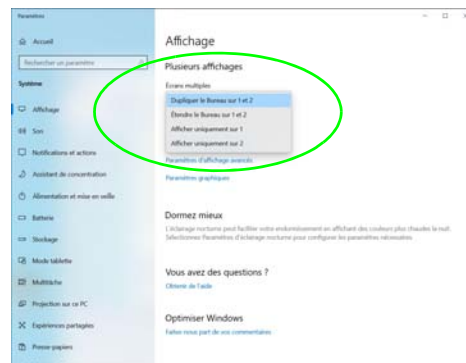 Paramètres
Accueil
Rechercher un paramètre
Système
Affichage
Son
Notifications et actions
Assistant de concentration
Alimentation et mise en veille
Batterie
Stockage
Mode tablette
Multitâche
Projection sur ce PC
Expériences partagées
Presse-papiers
Affichage
Plusieurs affichages
Écrans multiples
Dupliquer le Bureau sur 1 et 2
Étendre le Bureau sur 1 et 2
Afficher uniquement sur 1
Afficher uniquement sur 2
Paramètres d'affichage avancés
Paramètres graphiques
Dormez mieux
L'éclairage nocturne peut faciliter votre endormissement en affichant des couleurs plus chaudes la nuit.
Sélectionnez Paramètres d'éclairage nocturne pour configurer les paramètres nécessaires.
Vous avez des questions ?
Obtenir de l'aide
Optimiser Windows
Faites-nous part de vos commentaires